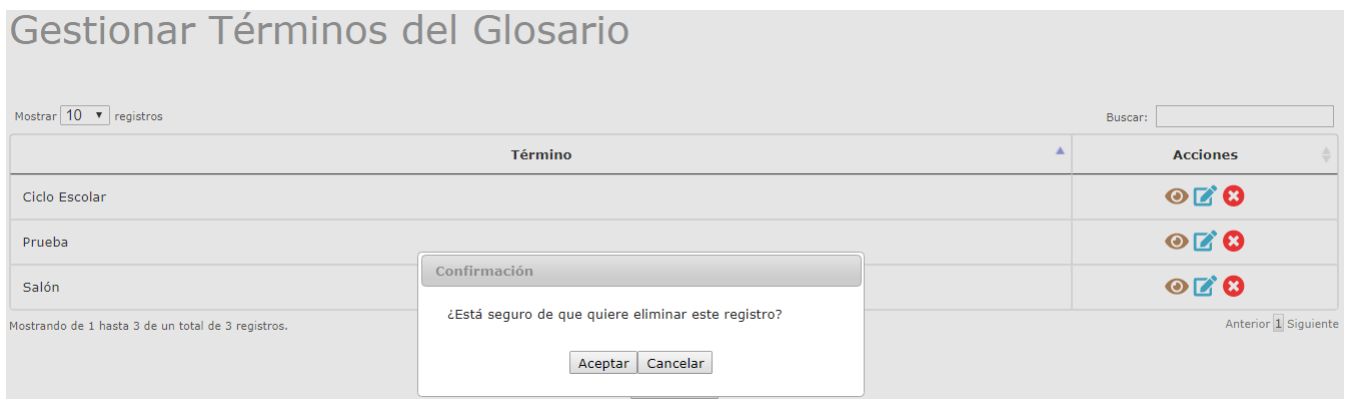 Gestionar Términos del Glosario
Mostrar 10 registros
Buscar:
Término
Acciones
Ciclo Escolar
Prueba
Salón
Mostrando de 1 hasta 3 de un total de 3 registros.
Anterior 1 Siguiente
Confirmación
¿Está seguro de que quiere eliminar este registro?
Aceptar Cancelar